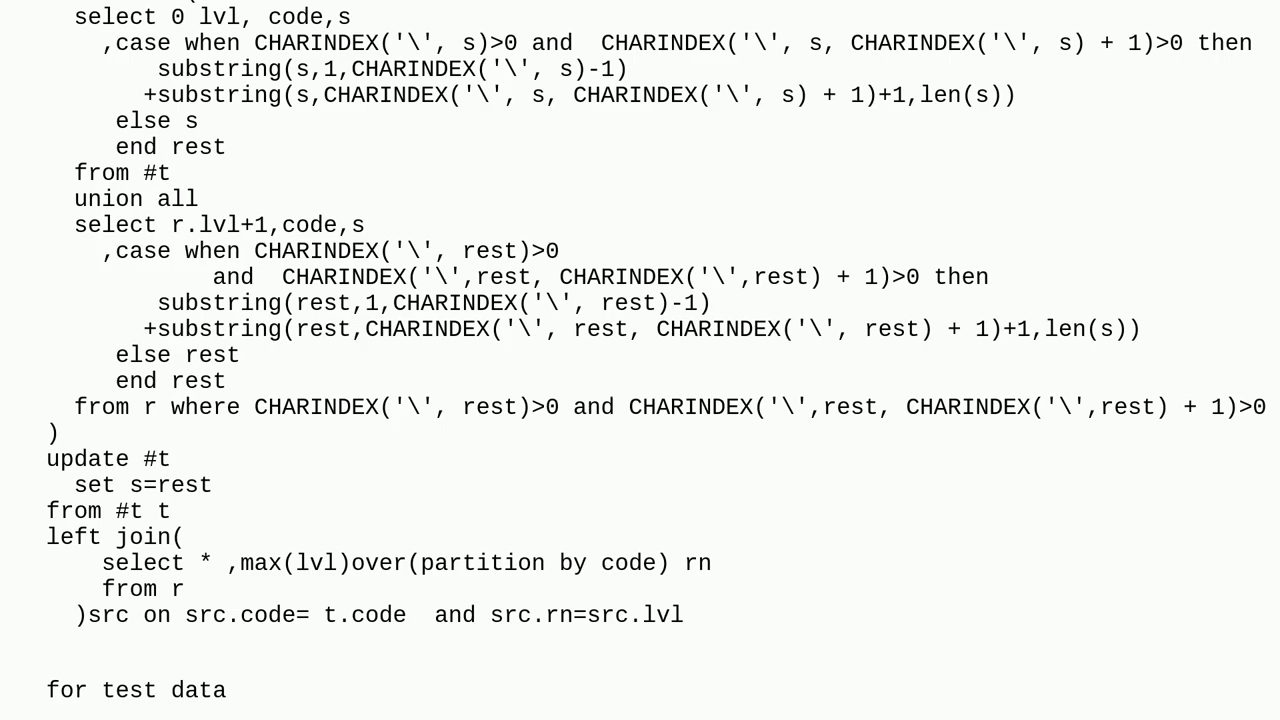 select 0 lvl, code,s
,case when CHARINDEX('\', s)>0 and  CHARINDEX('\', s, CHARINDEX('\', s) + 1)>0 then
substring(s,1,CHARINDEX('\', s)-1)
+substring(s,CHARINDEX('\', s, CHARINDEX('\', s) + 1)+1,len(s))
else s
end rest
from #t
union all
select r.lvl+1,code,s
,case when CHARINDEX('\', rest)>0
and  CHARINDEX('\',rest, CHARINDEX('\',rest) + 1)>0 then
substring(rest,1,CHARINDEX('\', rest)-1)
+substring(rest,CHARINDEX('\', rest, CHARINDEX('\', rest) + 1)+1,len(s))
else rest
end rest
from r where CHARINDEX('\', rest)>0 and CHARINDEX('\',rest, CHARINDEX('\',rest) + 1)>0
)
update #t
set s=rest
from #t t
left join(
select * ,max(lvl)over(partition by code) rn
from r
)src on src.code= t.code  and src.rn=src.lvl
for test data